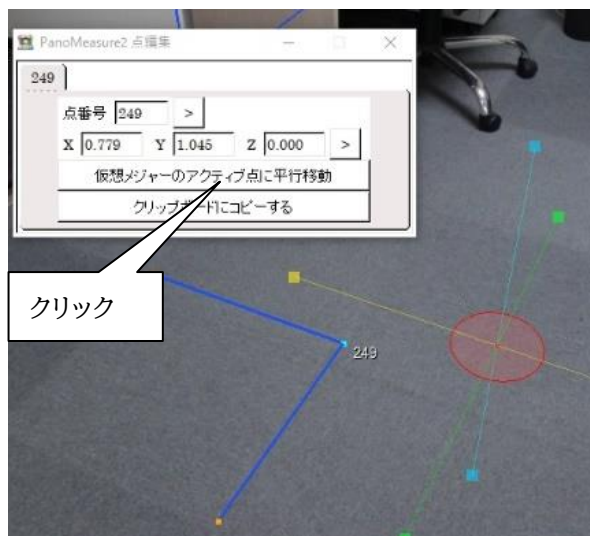 PanoMeasure2 点編集
249
点番号 249 >
X 0.779 Y 1.045 Z 0.000 >
仮想メジャーのアクティブ点に平行移動
クリップボードにコピーする
クリック
249